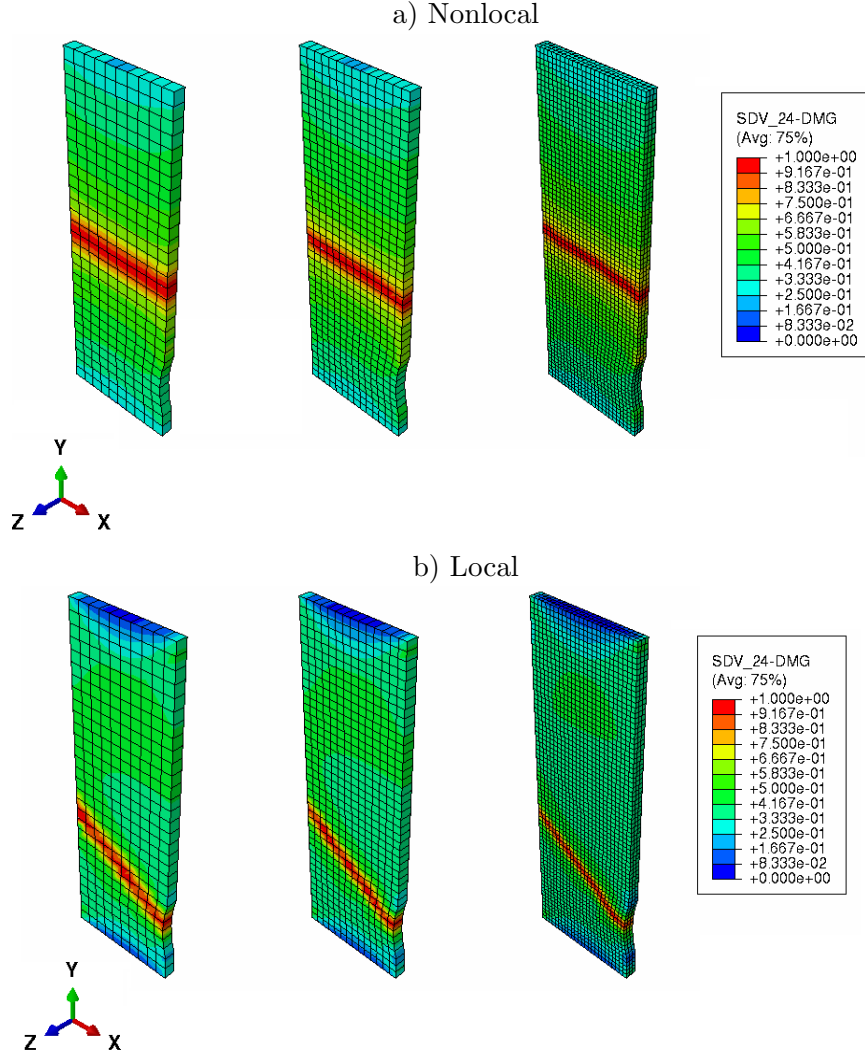 a) Nonlocal
SDV_24-DMG
(Avg: 75%)
+1.000e+00
+9.167e-01
+8.333e-01
+7.500e-01
+6.667e-01
+5.833e-01
+5.000e-01
+4.167e-01
+3.333e-01
+2.500e-01
+1.667e-01
+8.333e-02
+0.000e+00
Y
Z
X
b) Local
SDV_24-DMG
(Avg: 75%)
+1.000e+00
+9.167e-01
+8.333e-01
+7.500e-01
+6.667e-01
+5.833e-01
+5.000e-01
+4.167e-01
+3.333e-01
+2.500e-01
+1.667e-01
+8.333e-02
+0.000e+00
Y
Z
X